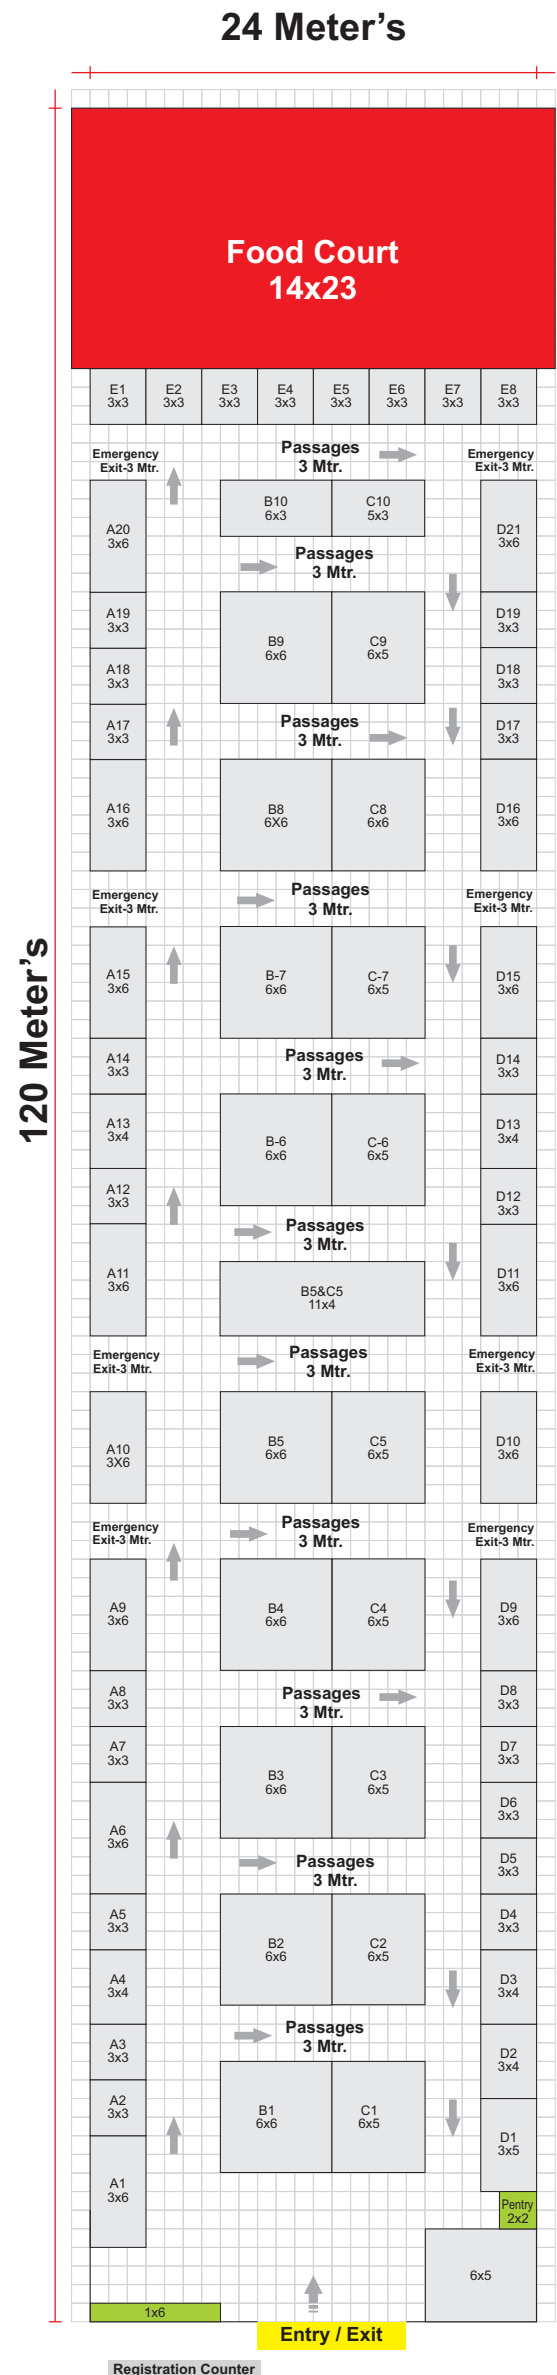 24 Meter's
120 Meter's
Food Court
14x23
E1
3x3
E2
3x3
E3
3x3
E4
3x3
E5
3x3
E6
3x3
E7
3x3
E8
3x3
Emergency
Exit-3 Mtr.
Passages
3 Mtr.
Emergency
Exit-3 Mtr.
A20
3x6
B10
6x3
C10
5x3
D21
3x6
Passages
3 Mtr.
A19
3x3
B9
6x6
C9
6x5
D19
3x3
A18
3x3
D18
3x3
A17
3x3
Passages
3 Mtr.
D17
3x3
A16
3x6
B8
6X6
C8
6x6
D16
3x6
Emergency
Exit-3 Mtr.
Passages
3 Mtr.
Emergency
Exit-3 Mtr.
A15
3x6
B-7
6x6
C-7
6x5
D15
3x6
A14
3x3
Passages
3 Mtr.
D14
3x3
A13
3x4
B-6
6x6
C-6
6x5
D13
3x4
A12
3x3
D12
3x3
Passages
3 Mtr.
A11
3x6
B5&C5
11x4
D11
3x6
Emergency
Exit-3 Mtr.
Passages
3 Mtr.
Emergency
Exit-3 Mtr.
A10
3X6
B5
6x6
C5
6x5
D10
3x6
Emergency
Exit-3 Mtr.
Passages
3 Mtr.
Emergency
Exit-3 Mtr.
A9
3x6
B4
6x6
C4
6x5
D9
3x6
A8
3x3
Passages
3 Mtr.
D8
3x3
A7
3x3
B3
6x6
C3
6x5
D7
3x3
A6
3x6
D6
3x3
Passages
3 Mtr.
D5
3x3
A5
3x3
B2
6x6
C2
6x5
D4
3x3
A4
3x4
D3
3x4
A3
3x3
Passages
3 Mtr.
D2
3x4
A2
3x3
B1
6x6
C1
6x5
D1
3x5
A1
3x6
Pentry
2x2
6x5
1x6
Entry / Exit
Registration Counter